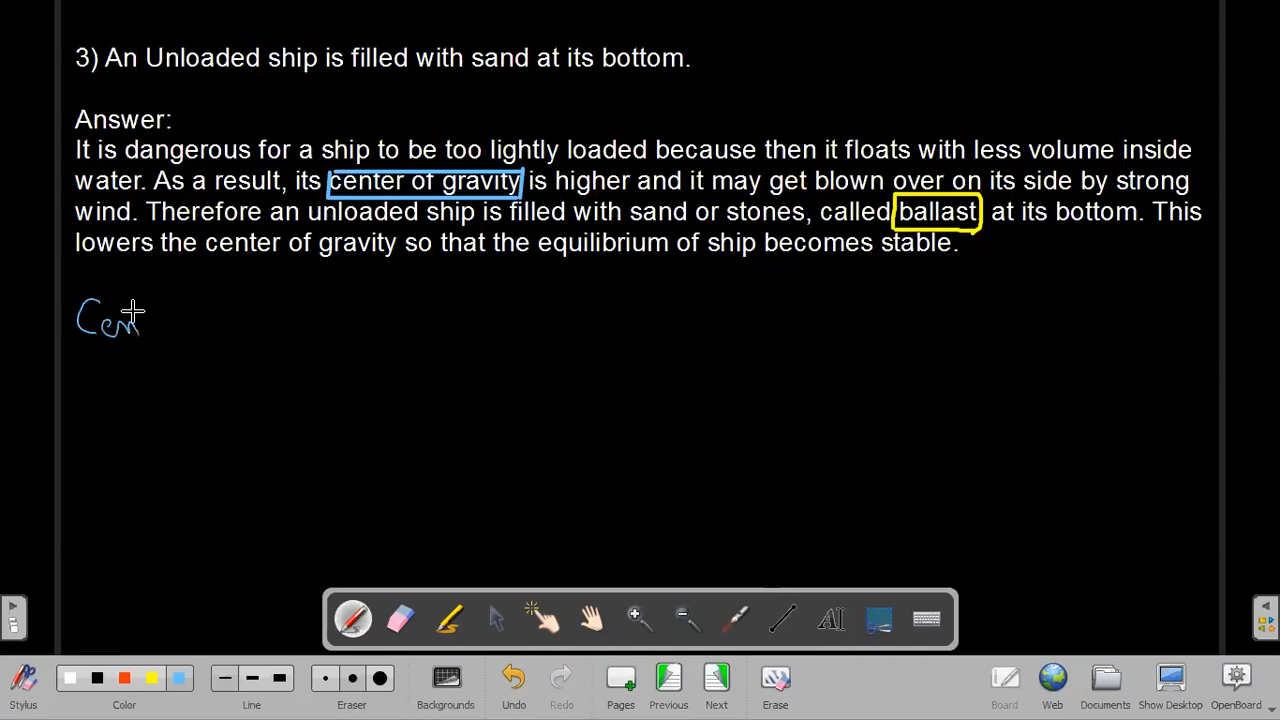 3) An Unloaded ship is filled with sand at its bottom.
Answer:
It is dangerous for a ship to be too lightly loaded because then it floats with less volume inside
water. As a result, its center of gravity is higher and it may get blown over on its side by strong
wind. Therefore an unloaded ship is filled with sand or stones, called ballast at its bottom. This
lowers the center of gravity so that the equilibrium of ship becomes stable.
Cen
Stylus Color Line Eraser Backgrounds Undo Redo Pages Previous Next Erase Board Web Documents Show Desktop OpenBoard